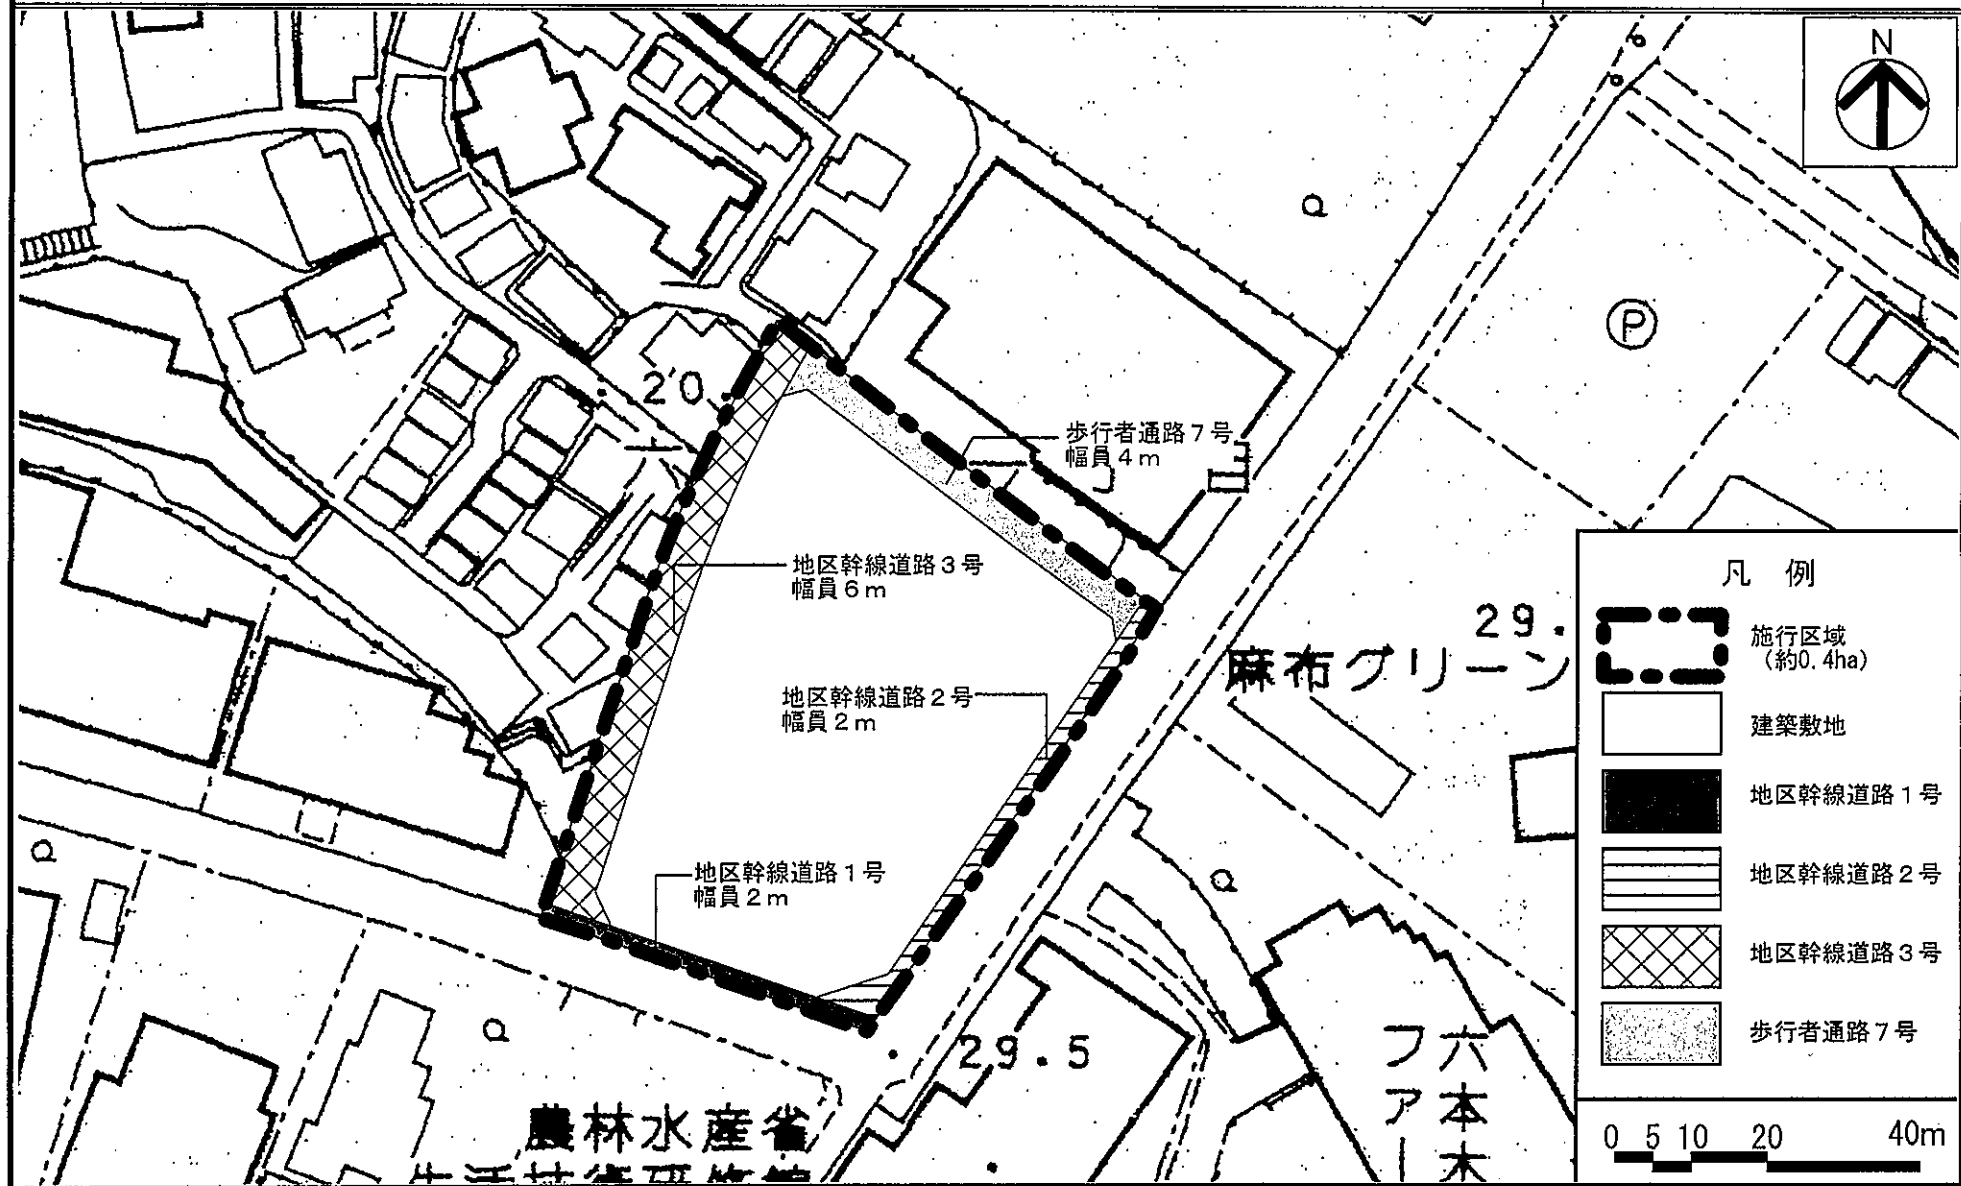 N
Ⓟ
20.
歩行者通路7号
幅員4m
地区幹線道路3号
幅員6m
29.
麻布グリーン
地区幹線道路2号
幅員2m
地区幹線道路1号
幅員2m
29.5
農林水産省
六本木
ファー
凡 例
施行区域
(約0.4ha)
建築敷地
地区幹線道路1号
地区幹線道路2号
地区幹線道路3号
歩行者通路7号
0 5 10 20 40m